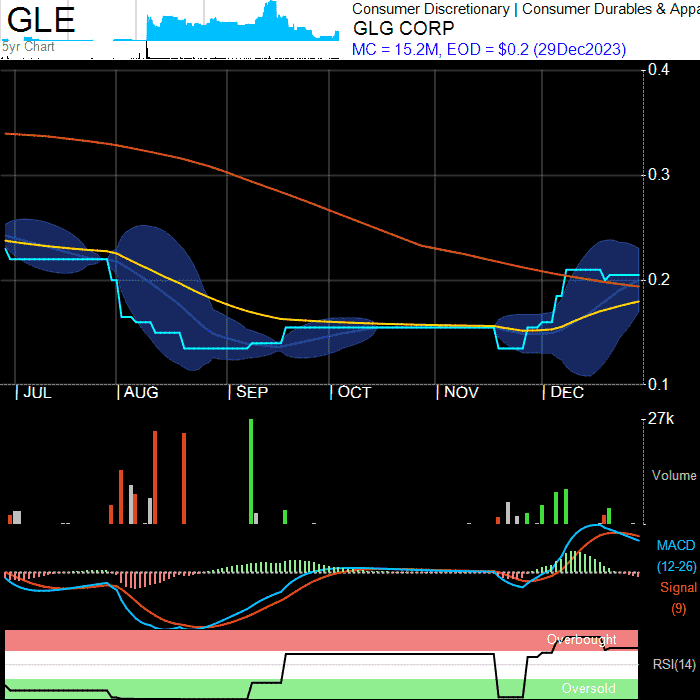 GLE
5yr Chart
Consumer Discretionary | Consumer Durables & Appa
GLG CORP
MC = 15.2M, EOD = $0.2 (29Dec2023)
0.4
0.3
0.2
0.1
| JUL | AUG | SEP | OCT | NOV | DEC
27k
Volume
MACD
(12-26)
Signal
(9)
Overbought
RSI(14)
Oversold